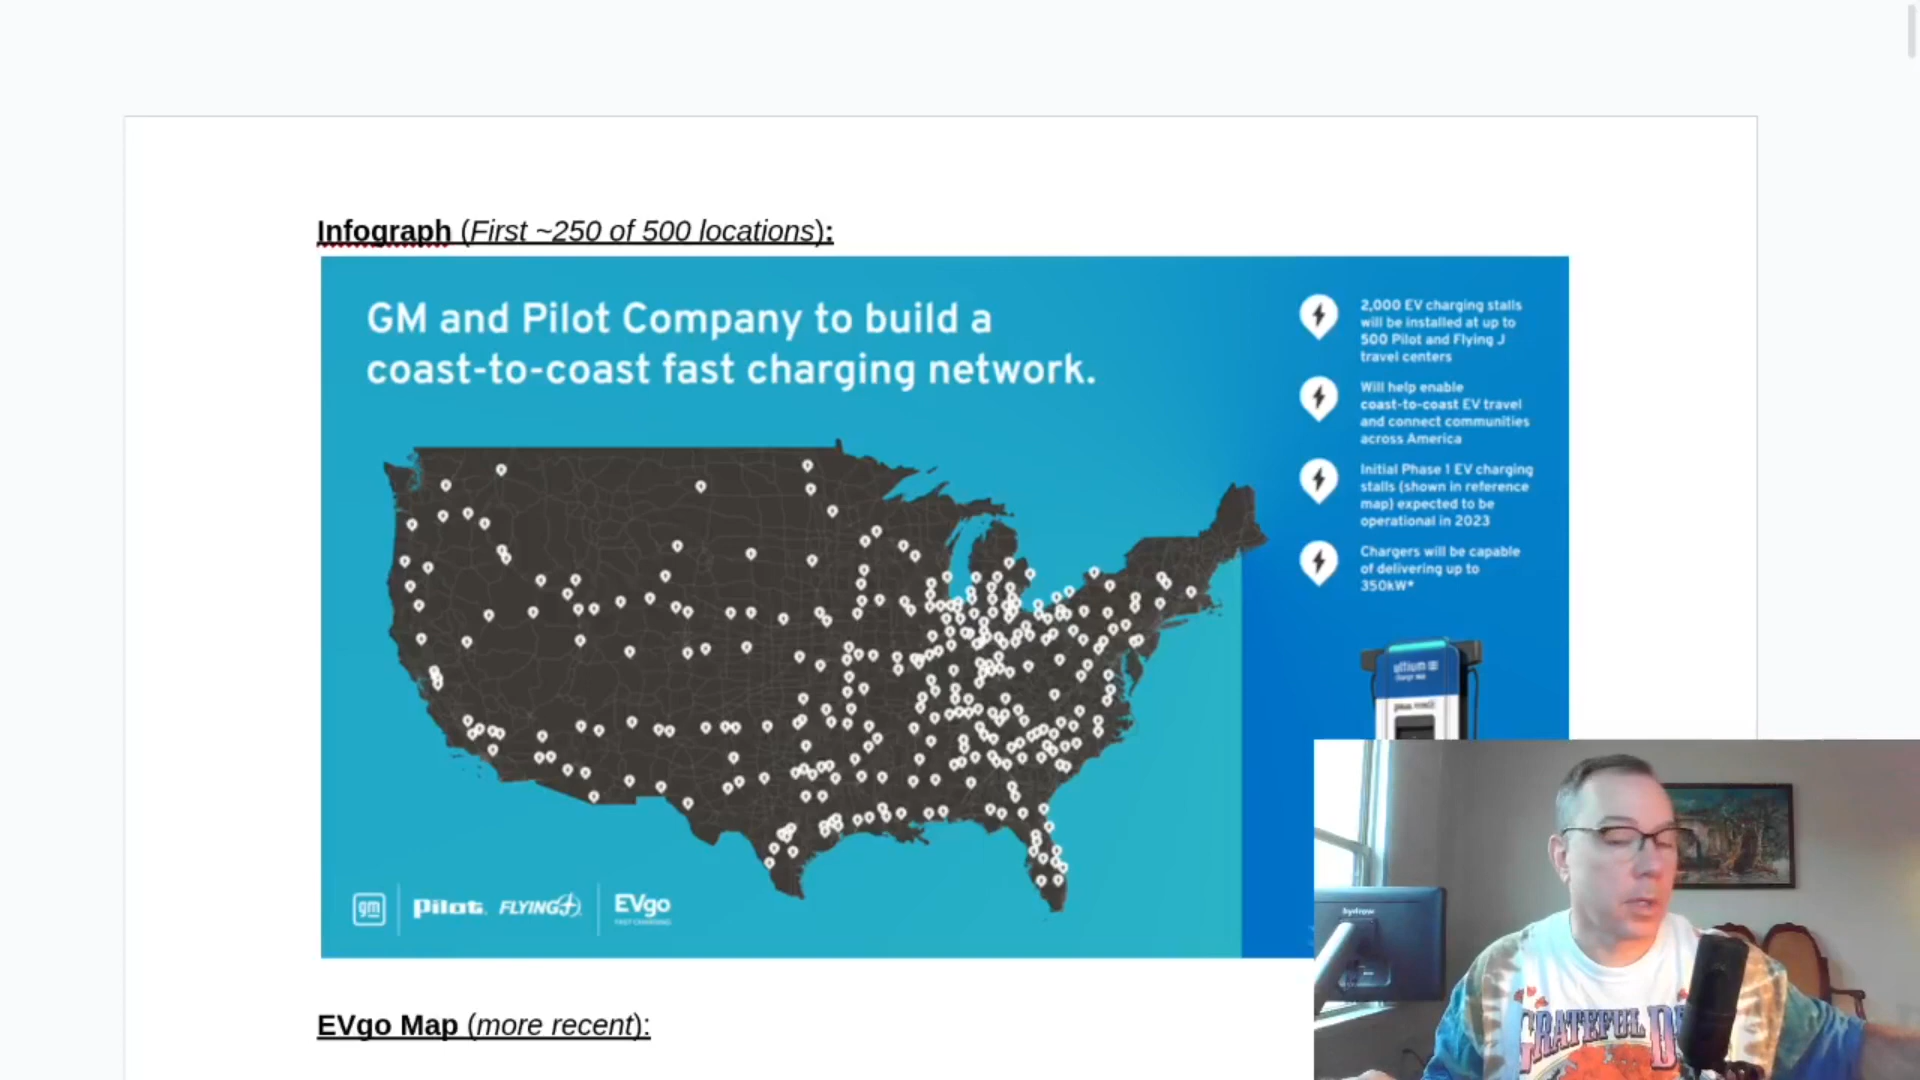 Infograph (First ~250 of 500 locations):
GM and Pilot Company to build a
coast-to-coast fast charging network.
2,000 EV charging stalls
will be installed at up to
500 Pilot and Flying J
travel centers
Will help enable
coast-to-coast EV travel
and connect communities
across America
Initial Phase 1 EV charging
stalls (shown in reference
map) expected to be
operational in 2023
Chargers will be capable
of delivering up to
350kW*
ultium
gm
Pilot.
FLYING J
EVgo
FAST CHARGING
EVgo Map (more recent):
GRATEFUL D